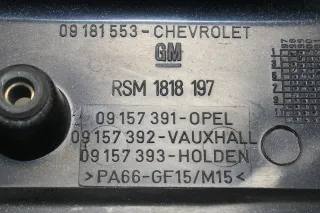 09 181 553-CHEVROLET
GM
RSM 1818 197
09 157 391-OPEL
09 157 392-VAUXHALL
09 157 393-HOLDEN
>PA66-GF15/M15<